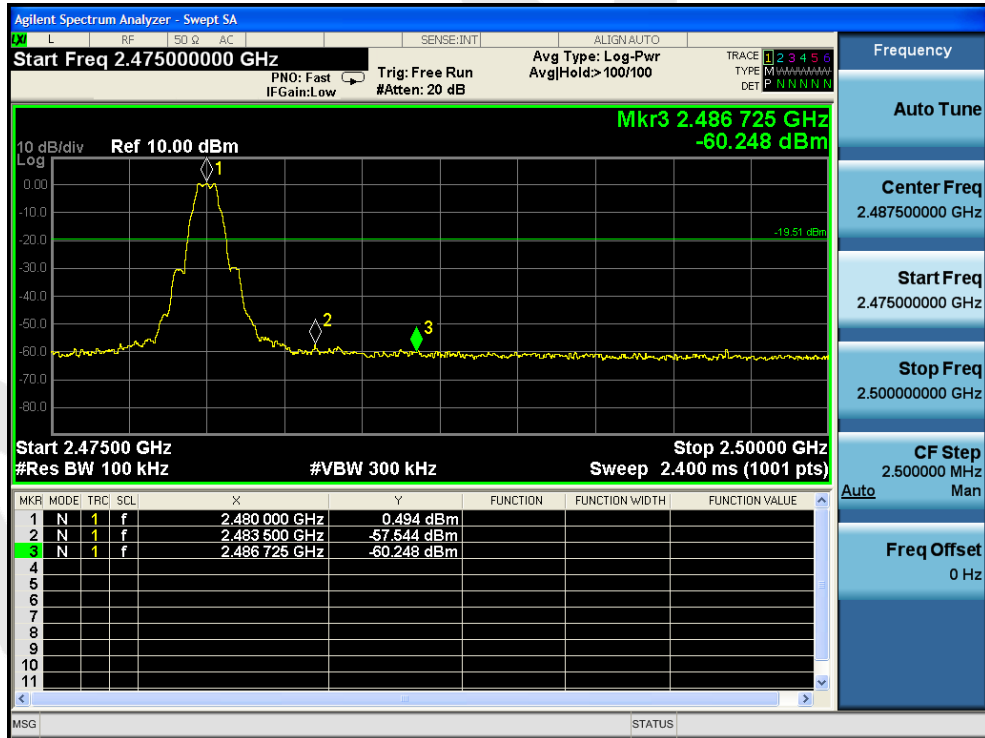 Agilent Spectrum Analyzer - Swept SA
LXI L RF 50 Ω AC SENSE:INT ALIGN AUTO
Start Freq 2.475000000 GHz
PNO: Fast
IFGain:Low
Trig: Free Run
#Atten: 20 dB
Avg Type: Log-Pwr
Avg|Hold:>100/100
TRACE 1 2 3 4 5 6
TYPE M WWWWW
DET P N N N N N
Mkr3 2.486 725 GHz
-60.248 dBm
10 dB/div Ref 10.00 dBm
Log
1
0.00
-10.0
-20.0
-19.51 dBm
-30.0
-40.0
-50.0
2
3
-60.0
-70.0
-80.0
Start 2.47500 GHz Stop 2.50000 GHz
#Res BW 100 kHz #VBW 300 kHz Sweep 2.400 ms (1001 pts)
MKR MODE TRC SCL X Y FUNCTION FUNCTION WIDTH FUNCTION VALUE
1 N 1 f 2.480 000 GHz 0.494 dBm
2 N 1 f 2.483 500 GHz -57.544 dBm
3 N 1 f 2.486 725 GHz -60.248 dBm
4
5
6
7
8
9
10
11
MSG STATUS
Frequency
Auto Tune
Center Freq
2.487500000 GHz
Start Freq
2.475000000 GHz
Stop Freq
2.500000000 GHz
CF Step
2.500000 MHz
Auto Man
Freq Offset
0 Hz